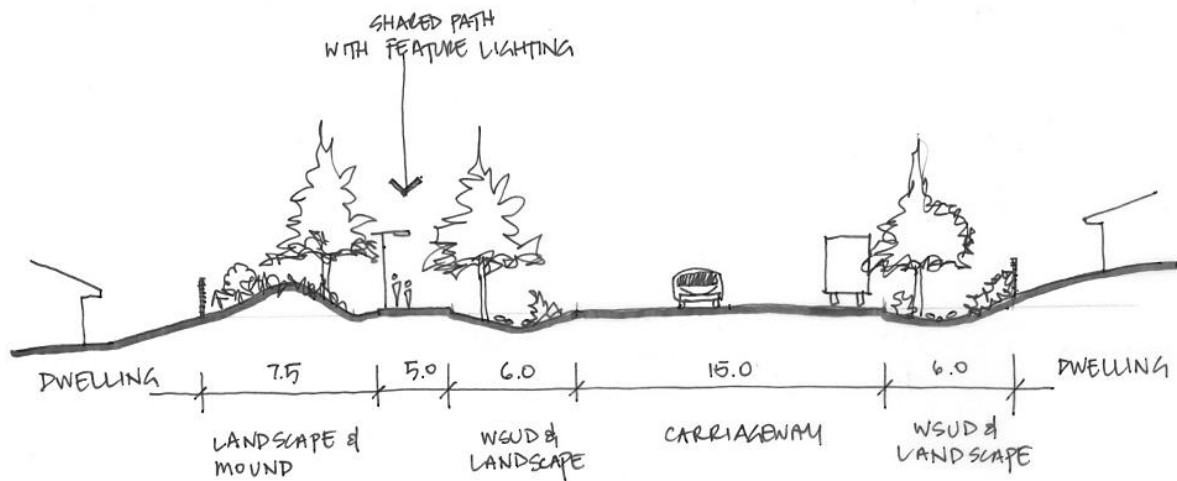 SHARED PATH
WITH FEATURE LIGHTING
DWELLING
7.5
5.0
6.0
15.0
6.0
DWELLING
LANDSCAPE &
MOUND
WSUD &
LANDSCAPE
CARRIAGEWAY
WSUD &
LANDSCAPE